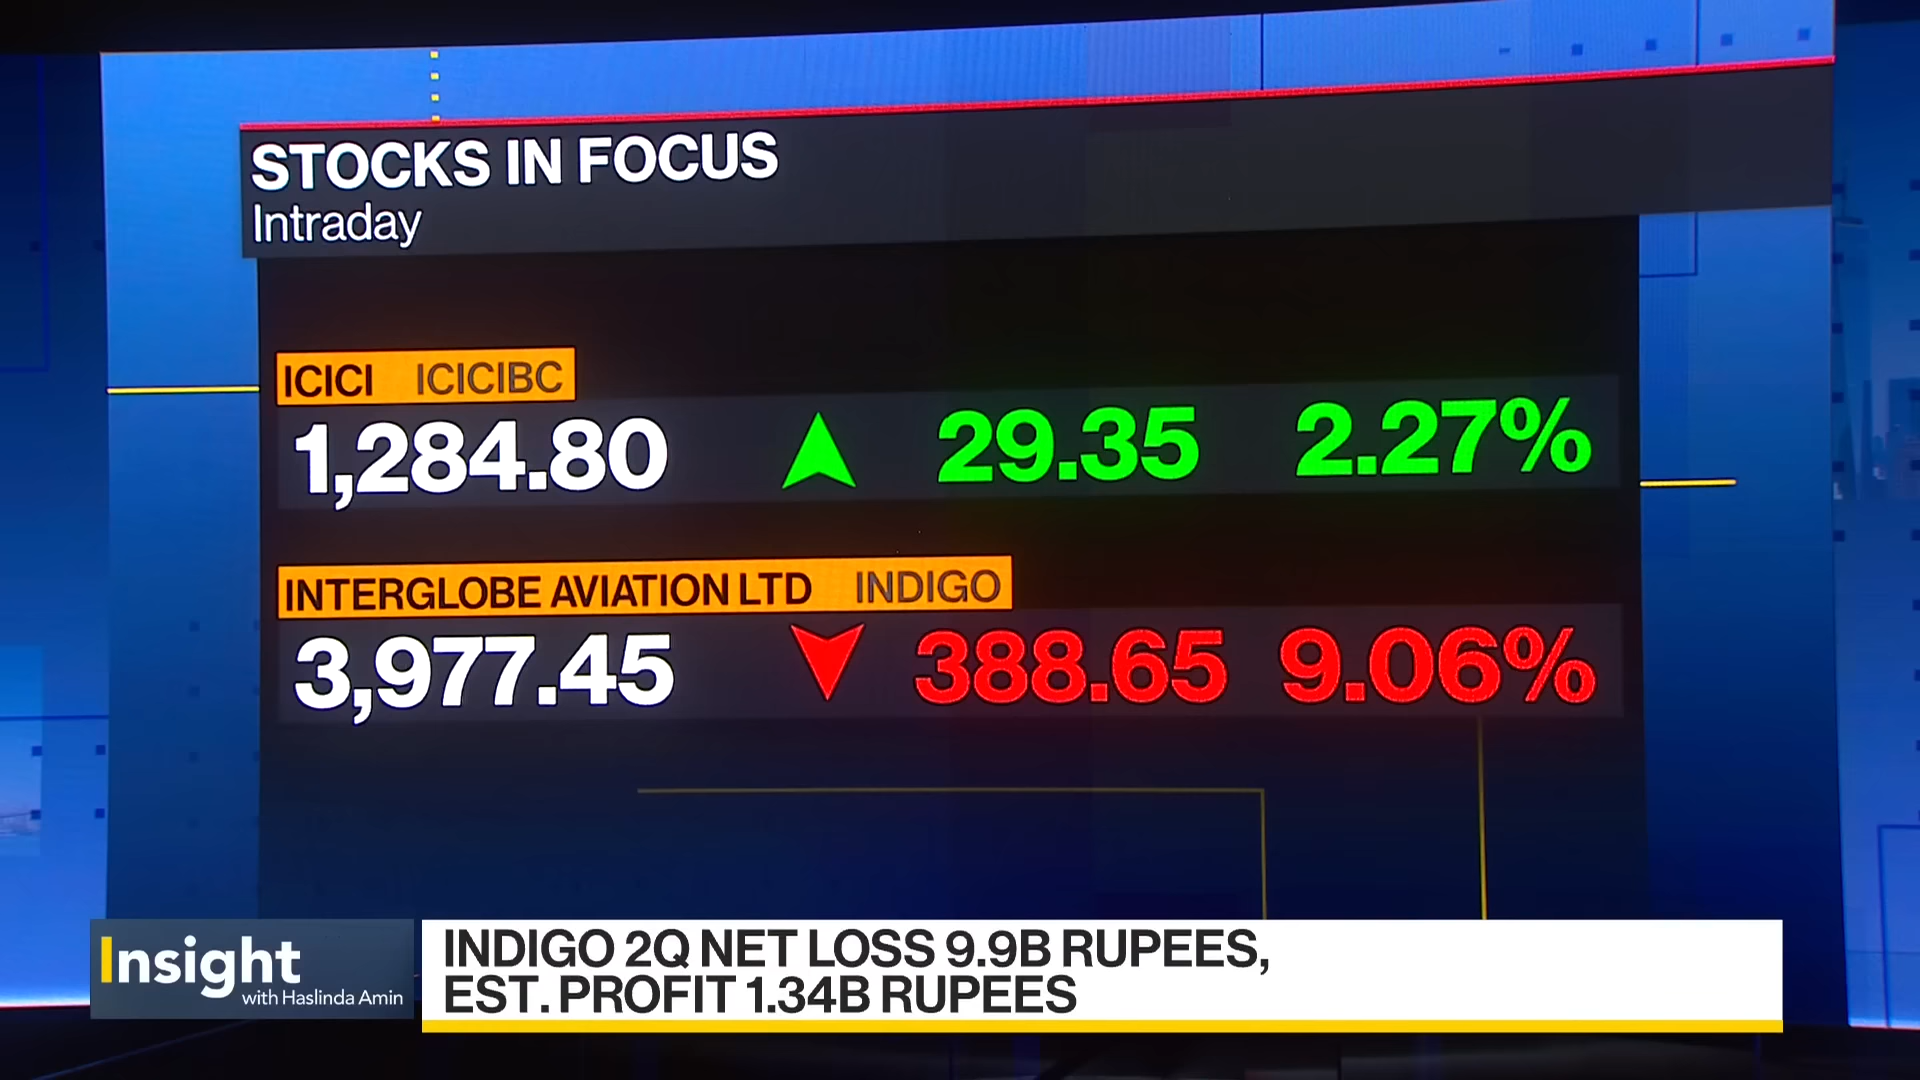 STOCKS IN FOCUS
Intraday
ICICI ICICIBC
1,284.80 29.35 2.27%
INTERGLOBE AVIATION LTD INDIGO
3,977.45 388.65 9.06%
Insight
with Haslinda Amin
INDIGO 2Q NET LOSS 9.9B RUPEES,
EST. PROFIT 1.34B RUPEES